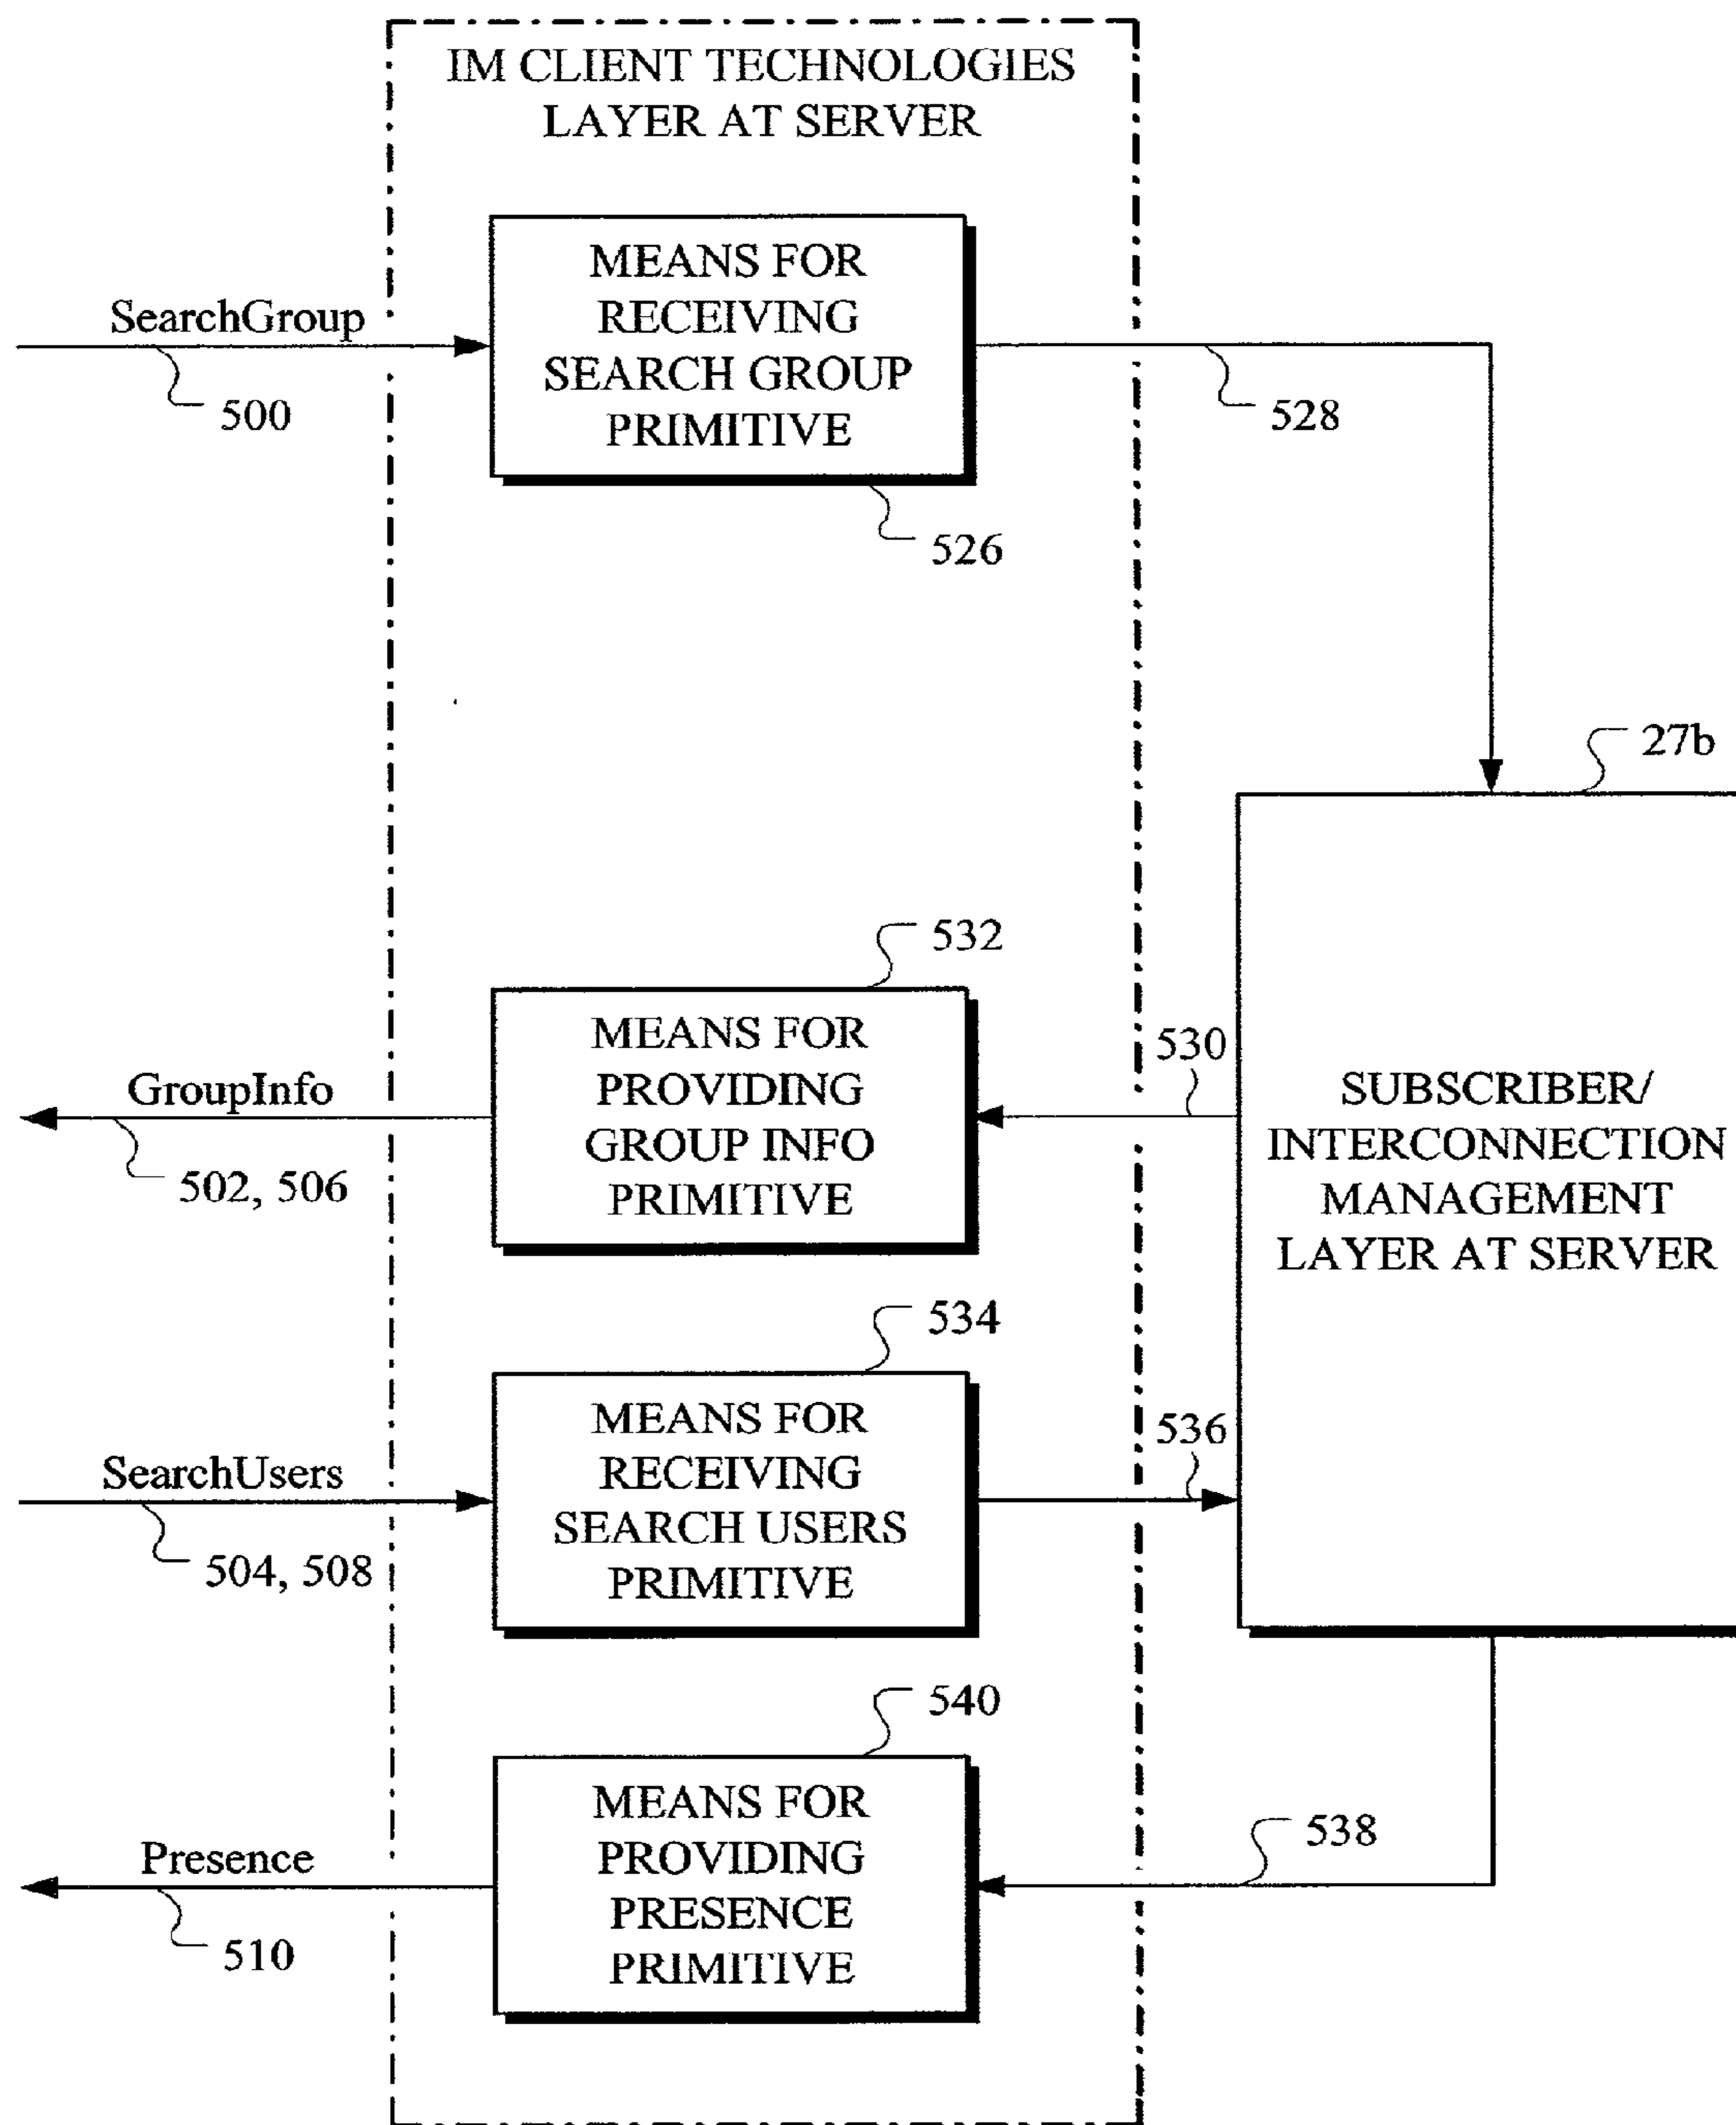 IM CLIENT TECHNOLOGIES
LAYER AT SERVER
MEANS FOR
RECEIVING
SEARCH GROUP
PRIMITIVE
SearchGroup
500
528
526
27b
532
MEANS FOR
PROVIDING
GROUP INFO
PRIMITIVE
530
GroupInfo
502, 506
SUBSCRIBER/
INTERCONNECTION
MANAGEMENT
LAYER AT SERVER
534
MEANS FOR
RECEIVING
SEARCH USERS
PRIMITIVE
536
SearchUsers
504, 508
540
MEANS FOR
PROVIDING
PRESENCE
PRIMITIVE
538
Presence
510